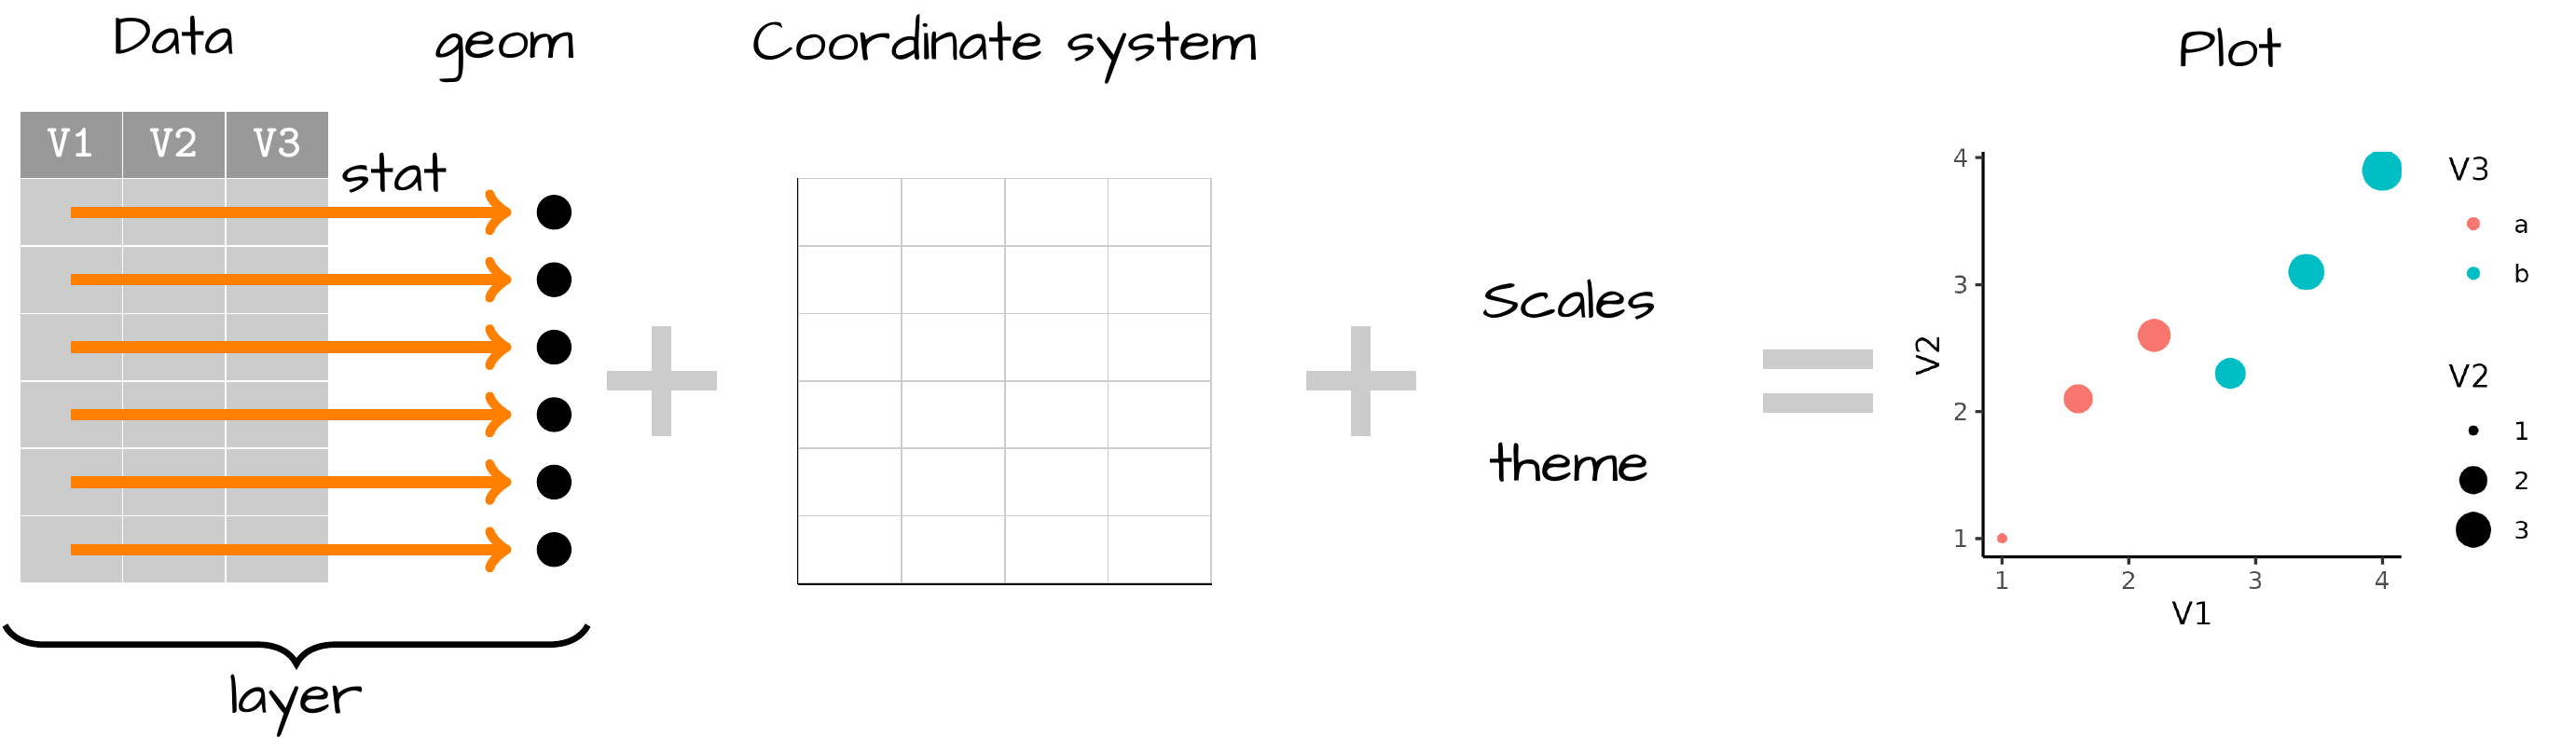 Data
geom
Coordinate system
Plot
V1 V2 V3
stat
layer
Scales
theme
4
3
2
1
V2
1 2 3 4
V1
V3
a
b
V2
1
2
3